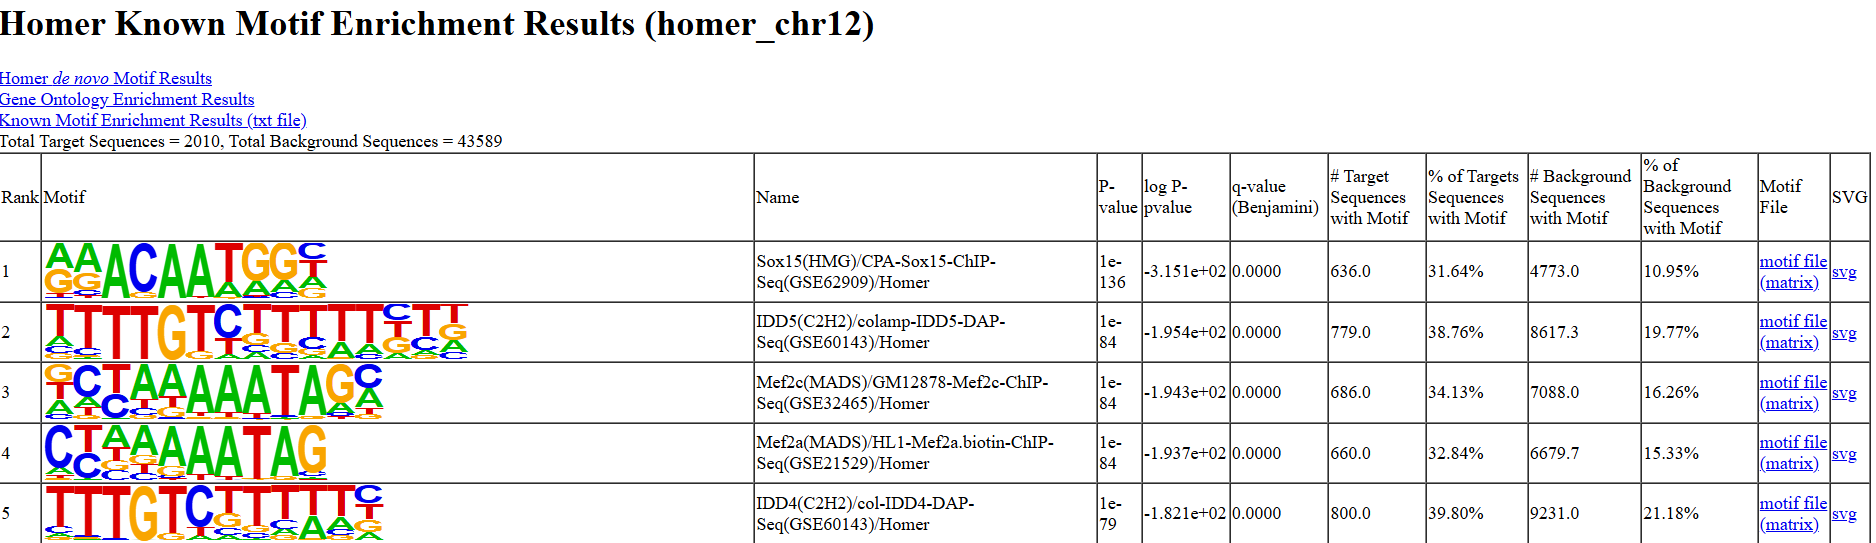 Homer Known Motif Enrichment Results (homer_chr12)
Homer de novo Motif Results
Gene Ontology Enrichment Results
Known Motif Enrichment Results (txt file)
Total Target Sequences = 2010, Total Background Sequences = 43589
Rank Motif Name P-value log P-pvalue q-value (Benjamini) # Target Sequences with Motif % of Targets Sequences with Motif # Background Sequences with Motif % of Background Sequences with Motif Motif File SVG
1 AAACAATGGC Sox15(HMG)/CPA-Sox15-ChIP-Seq(GSE62909)/Homer 1e-136 -3.151e+02 0.0000 636.0 31.64% 4773.0 10.95% motif file (matrix) svg
2 TTTTGTCTTTTTCTT IDD5(C2H2)/colamp-IDD5-DAP-Seq(GSE60143)/Homer 1e-84 -1.954e+02 0.0000 779.0 38.76% 8617.3 19.77% motif file (matrix) svg
3 GCTAAAAATAGC Mef2c(MADS)/GM12878-Mef2c-ChIP-Seq(GSE32465)/Homer 1e-84 -1.943e+02 0.0000 686.0 34.13% 7088.0 16.26% motif file (matrix) svg
4 CTAAAAATAG Mef2a(MADS)/HL1-Mef2a.biotin-ChIP-Seq(GSE21529)/Homer 1e-84 -1.937e+02 0.0000 660.0 32.84% 6679.7 15.33% motif file (matrix) svg
5 TTTGTCTTTTTC IDD4(C2H2)/col-IDD4-DAP-Seq(GSE60143)/Homer 1e-79 -1.821e+02 0.0000 800.0 39.80% 9231.0 21.18% motif file (matrix) svg